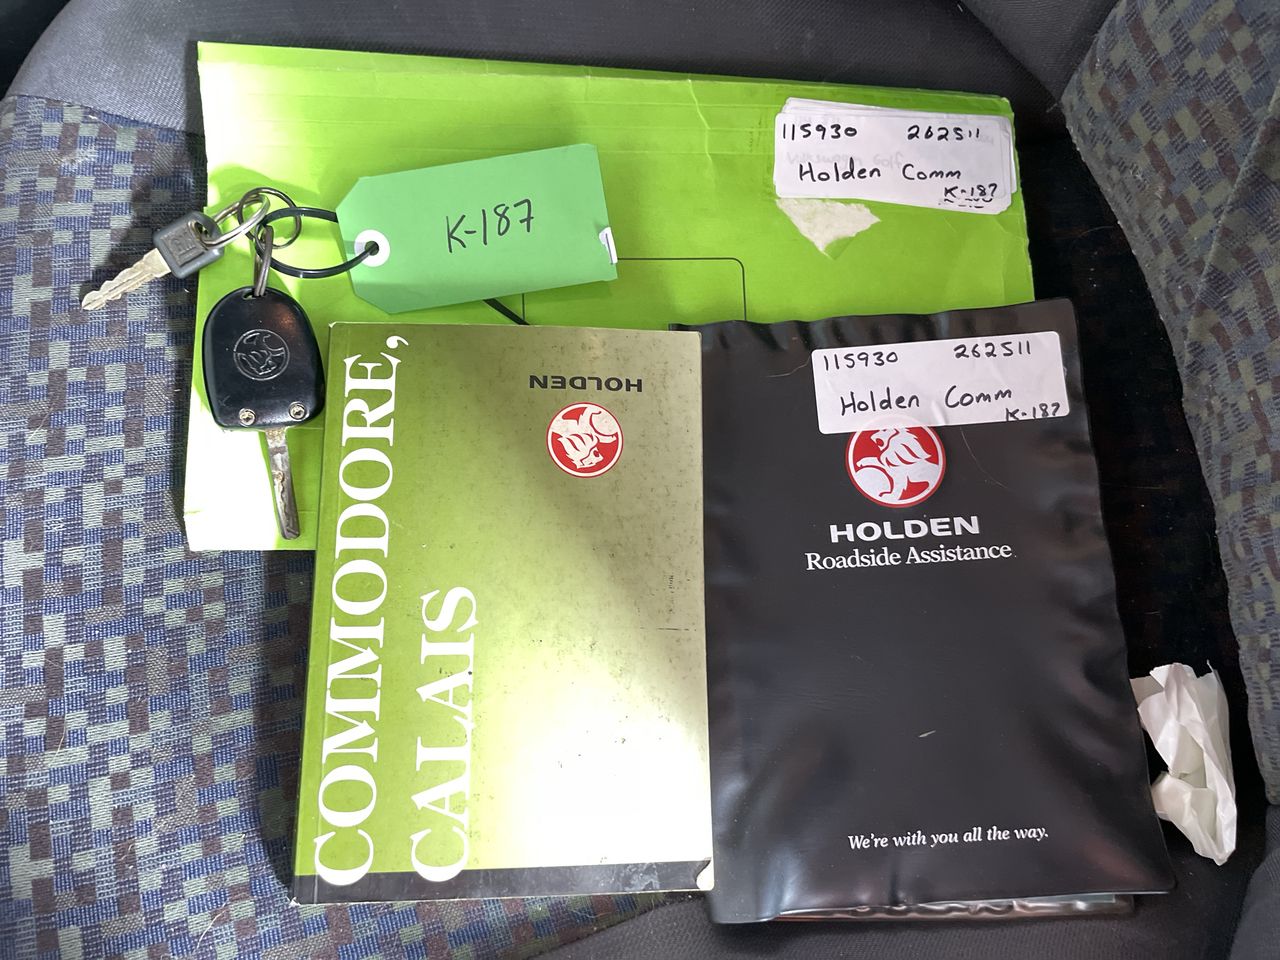 115930 262511
Holden Comm
K-187
K-187
COMMODORE,
CALAIS
HOLDEN
115930 262511
Holden Comm
K-187
HOLDEN
Roadside Assistance
We're with you all the way.